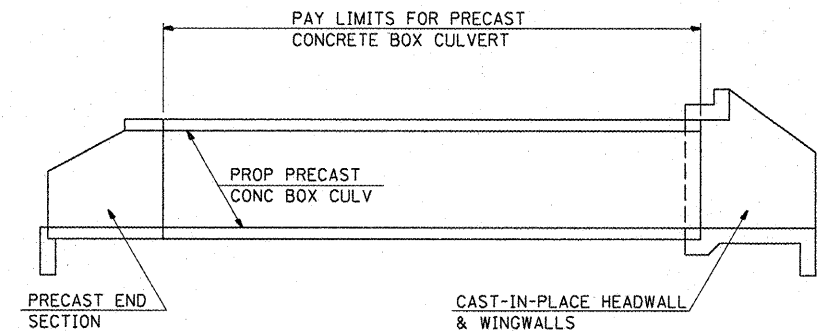 PAY LIMITS FOR PRECAST
CONCRETE BOX CULVERT
PROP PRECAST
CONC BOX CULV
PRECAST END
SECTION
CAST-IN-PLACE HEADWALL
& WINGWALLS